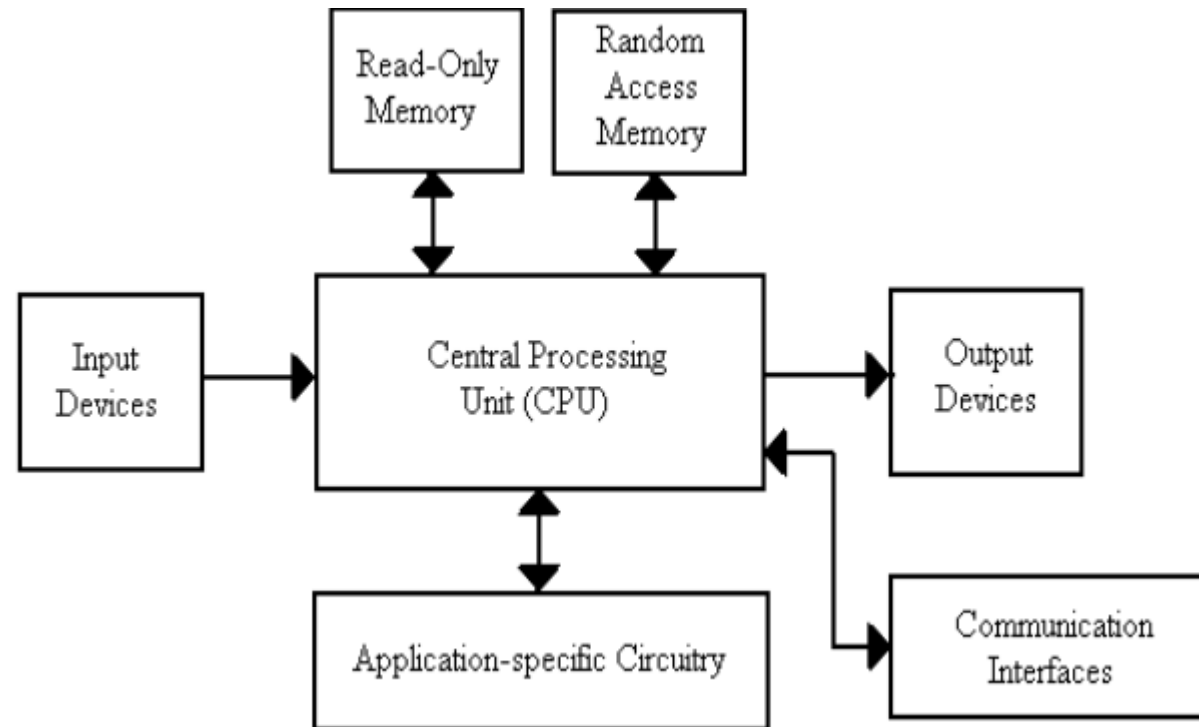 Read-Only
Memory
Random
Access
Memory
Input
Devices
Central Processing
Unit (CPU)
Output
Devices
Application-specific Circuitry
Communication
Interfaces